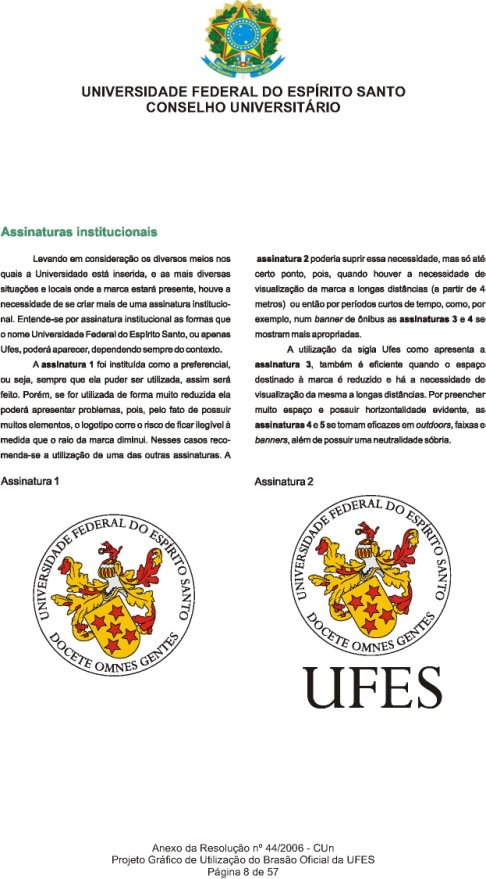 UNIVERSIDADE FEDERAL DO ESPÍRITO SANTO
CONSELHO UNIVERSITÁRIO
Assinaturas institucionais
Levando em consideração os diversos meios nos
quais a Universidade está inserida, e as mais diversas
situações e locais onde a marca estará presente, houve a
necessidade de se criar mais de uma assinatura institucio-
nal. Entende-se por assinatura institucional as formas que
o nome Universidade Federal do Espírito Santo, ou apenas
Ufes, poderá aparecer, dependendo sempre do contexto.
A assinatura 1 foi instituída como a preferencial,
ou seja, sempre que ela puder ser utilizada, assim será
feito. Porém, se for utilizada de forma muito reduzida ela
poderá apresentar problemas, pois, pelo fato de possuir
muitos elementos, o logotipo corre o risco de ficar ilegível à
medida que o raio da marca diminui. Nesses casos reco-
menda-se a utilização de uma das outras assinaturas. A
assinatura 2 poderia suprir essa necessidade, mas só até
certo ponto, pois, quando houver a necessidade de
visualização da marca a longas distâncias (a partir de 4
metros) ou então por períodos curtos de tempo, como, por
exemplo, num banner de ônibus as assinaturas 3 e 4 se
mostram mais apropriadas.
A utilização da sigla Ufes como apresenta a
assinatura 3, também é eficiente quando o espaço
destinado à marca é reduzido e há a necessidade de
visualização da mesma a longas distâncias. Por preencher
muito espaço e possuir horizontalidade evidente, as
assinaturas 4 e 5 se tornam eficazes em outdoors, faixas e
banners, além de possuir uma neutralidade sóbria.
Assinatura 1
UNIVERSIDADE FEDERAL DO ESPÍRITO SANTO
DOCETE OMNES GENTES
Assinatura 2
UNIVERSIDADE FEDERAL DO ESPÍRITO SANTO
DOCETE OMNES GENTES
UFES
Anexo da Resolução nº 44/2006 - CUn
Projeto Gráfico de Utilização do Brasão Oficial da UFES
Página 8 de 57